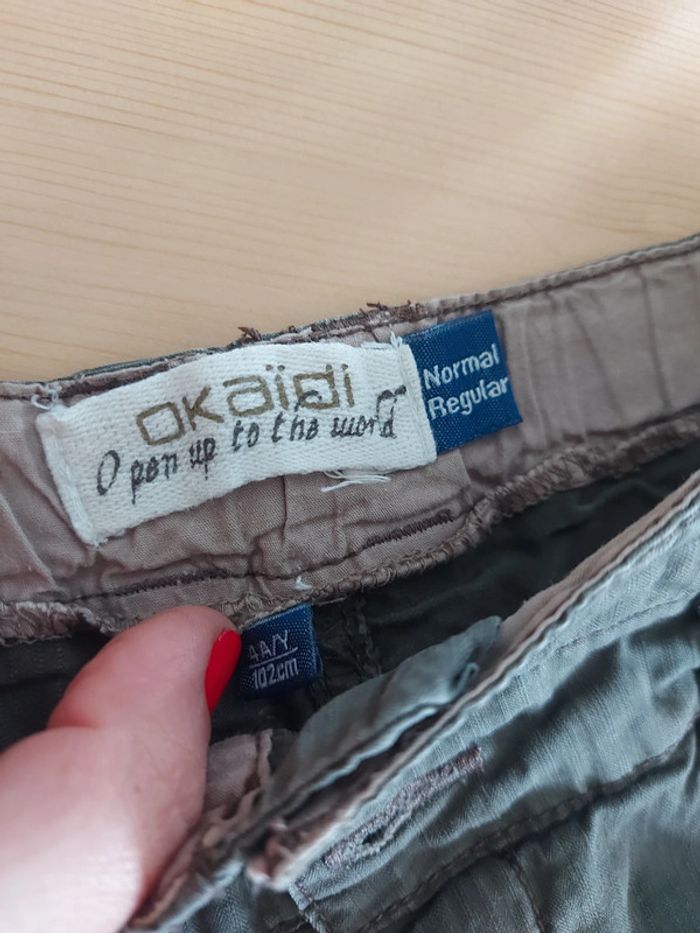 OKAÏDI
Open up to the world
Normal
Regular
4A/Y
102cm